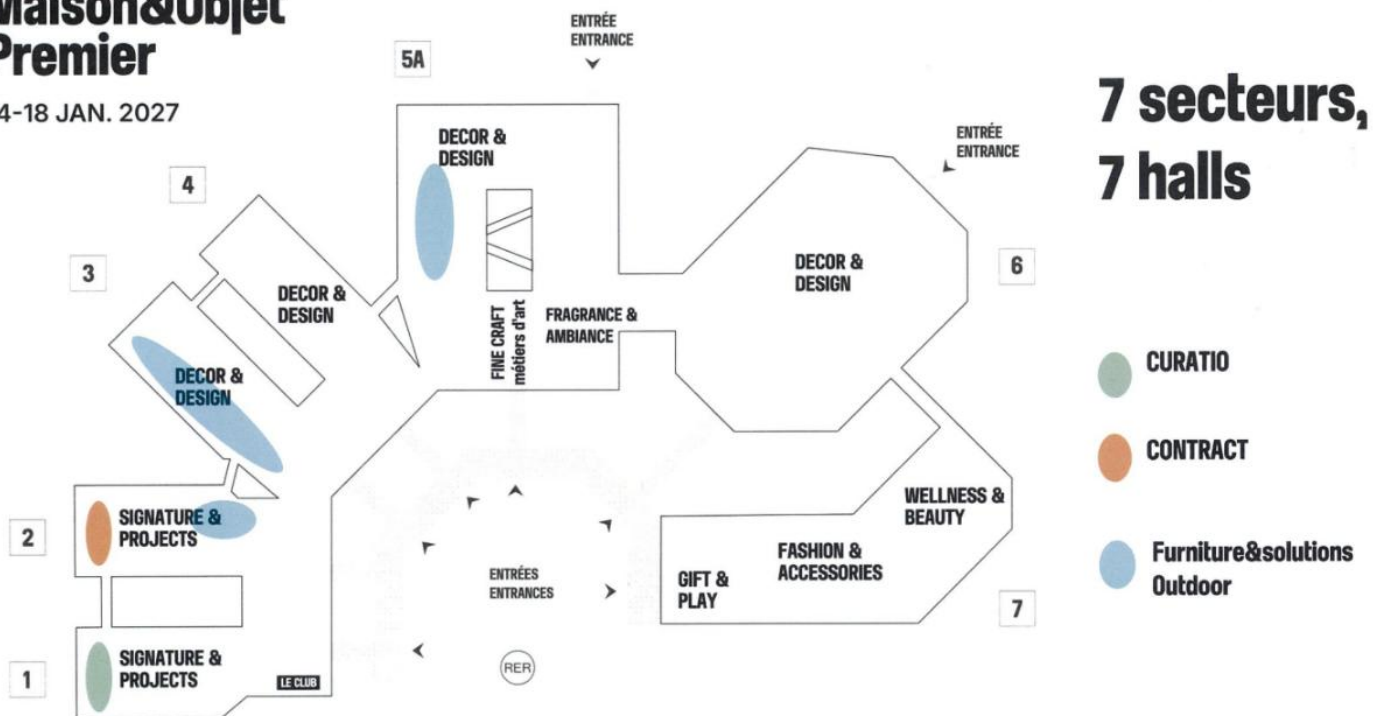 Maison&Objet
Premier
4-18 JAN. 2027
5A
ENTRÉE
ENTRANCE
7 secteurs,
7 halls
DECOR &
DESIGN
ENTRÉE
ENTRANCE
4
3
DECOR &
DESIGN
DECOR &
DESIGN
6
FINE CRAFT
métiers d'art
FRAGRANCE &
AMBIANCE
DECOR &
DESIGN
CURATIO
CONTRACT
Furniture&solutions
Outdoor
2
SIGNATURE &
PROJECTS
WELLNESS &
BEAUTY
FASHION &
ACCESSORIES
GIFT &
PLAY
7
ENTRÉES
ENTRANCES
RER
1
SIGNATURE &
PROJECTS
LE CLUB